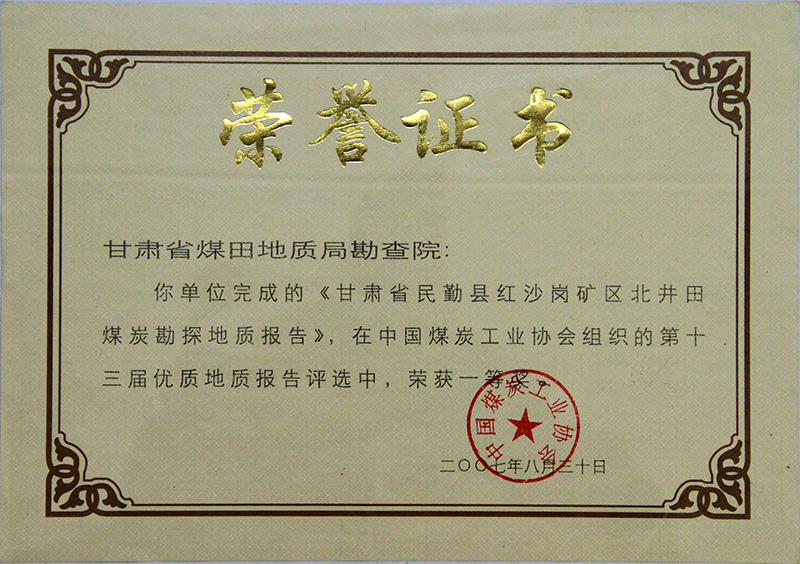 荣誉证书
甘肃省煤田地质局勘查院:
你单位完成的《甘肃省民勤县红沙岗矿区北井田
煤炭勘探地质报告》,在中国煤炭工业协会组织的第十
三届优质地质报告评选中,荣获一等奖。
中国煤炭工业协会
二〇〇七年八月三十日